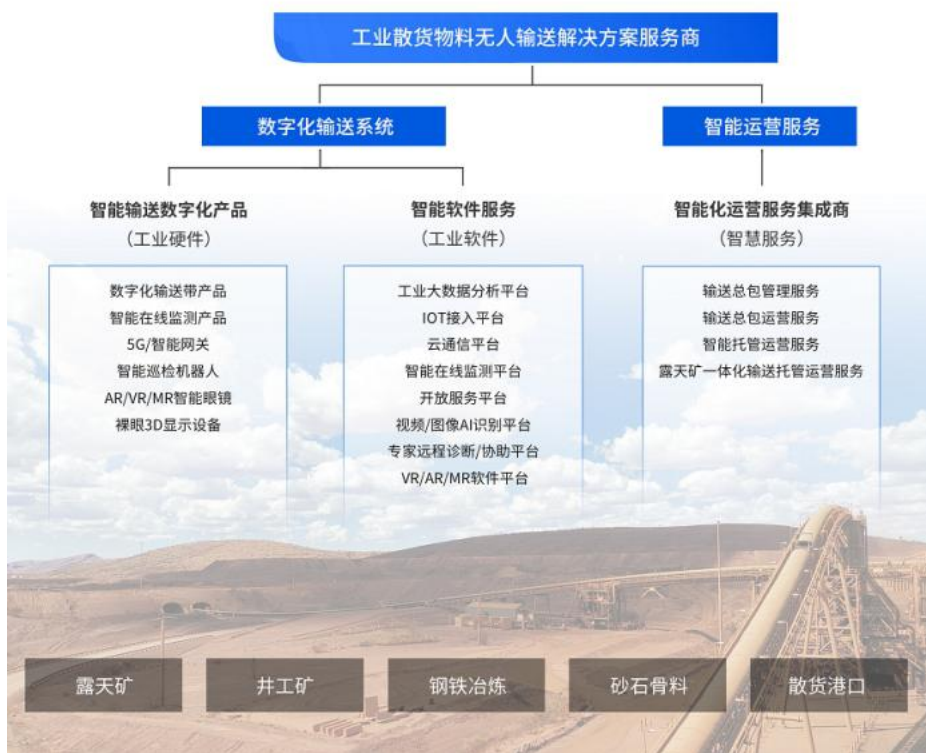 工业散货物料无人输送解决方案服务商
数字化输送系统
智能运营服务
智能输送数字化产品
（工业硬件）
智能软件服务
（工业软件）
智能化运营服务集成商
（智慧服务）
数字化输送带产品
智能在线监测产品
5G/智能网关
智能巡检机器人
AR/VR/MR智能眼镜
裸眼3D显示设备
工业大数据分析平台
IOT接入平台
云通信平台
智能在线监测平台
开放服务平台
视频/图像AI识别平台
专家远程诊断/协助平台
VR/AR/MR软件平台
输送总包管理服务
输送总包运营服务
智能托管运营服务
露天矿一体化输送托管运营服务
露天矿
井工矿
钢铁冶炼
砂石骨料
散货港口